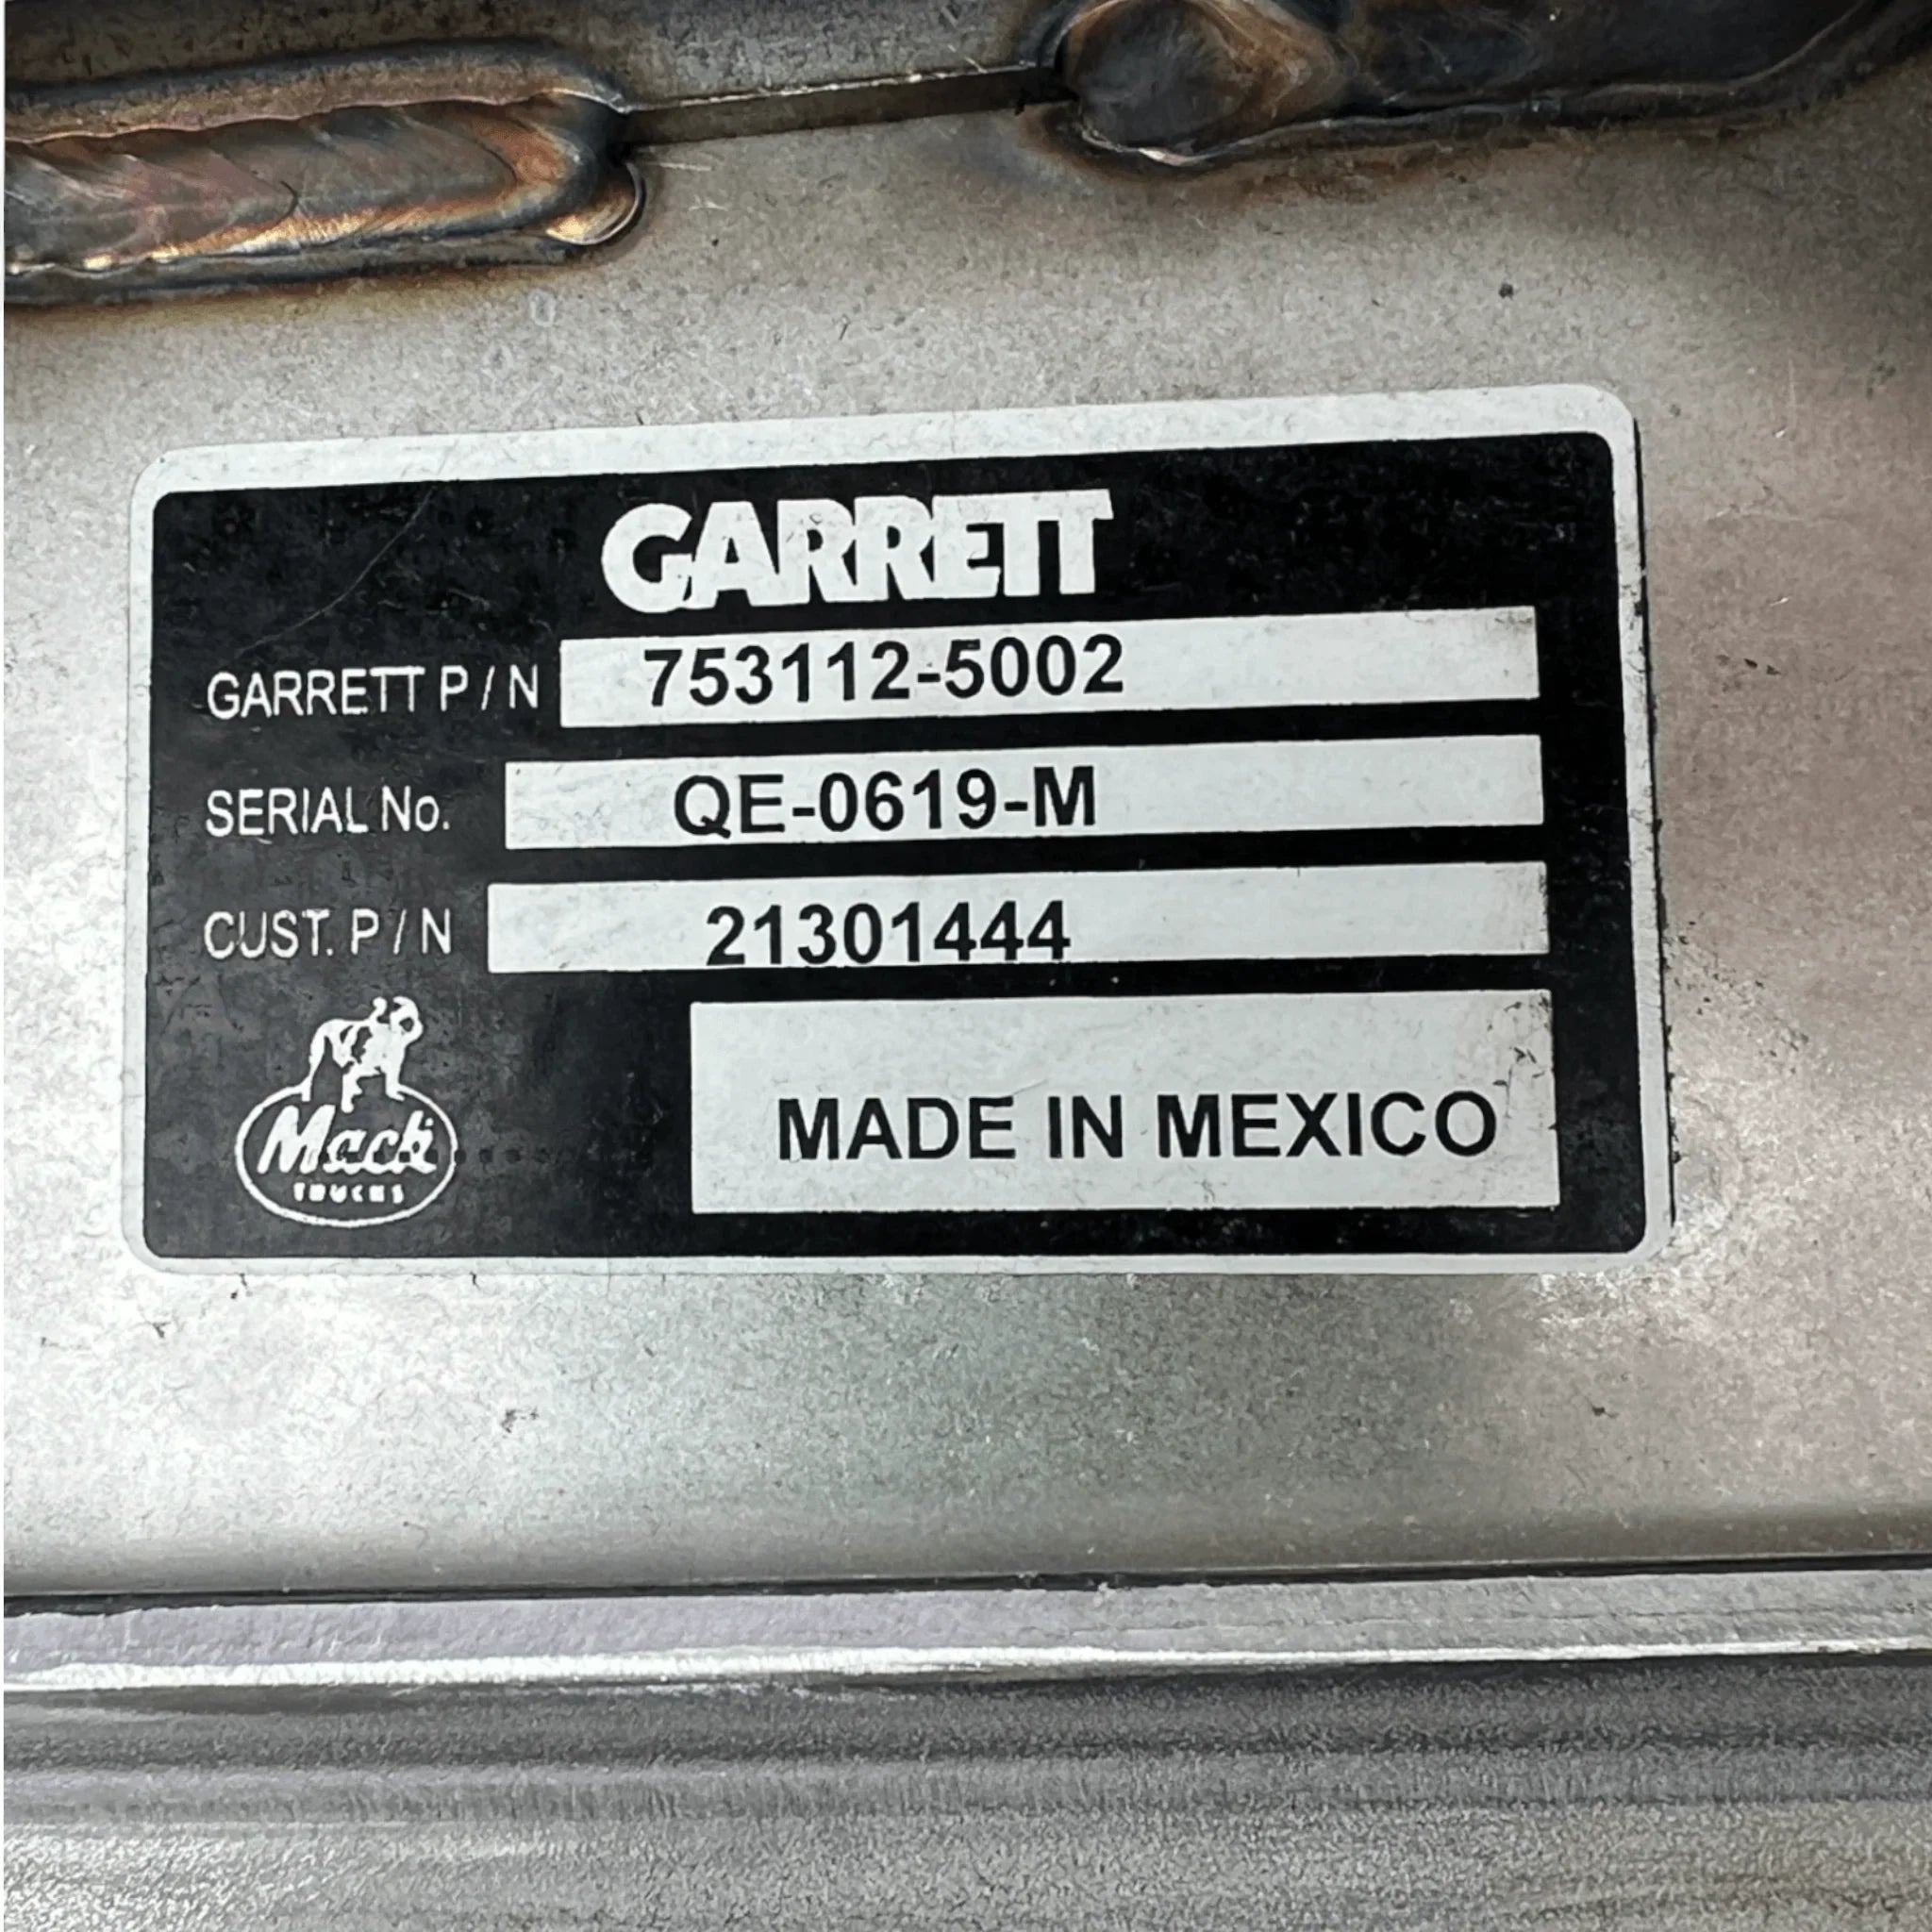 GARRETT
GARRETT P / N 753112-5002
SERIAL No. QE-0619-M
CUST. P / N 21301444
Mack
TRUCKS
MADE IN MEXICO